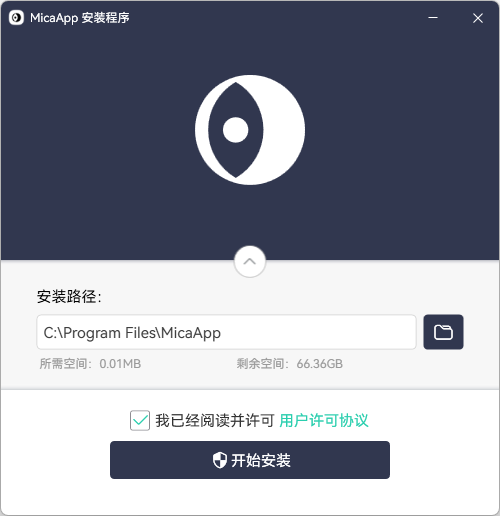 MicaApp 安装程序
安装路径：
C:\Program Files\MicaApp
所需空间：0.01MB 剩余空间：66.36GB
我已经阅读并许可 用户许可协议
开始安装